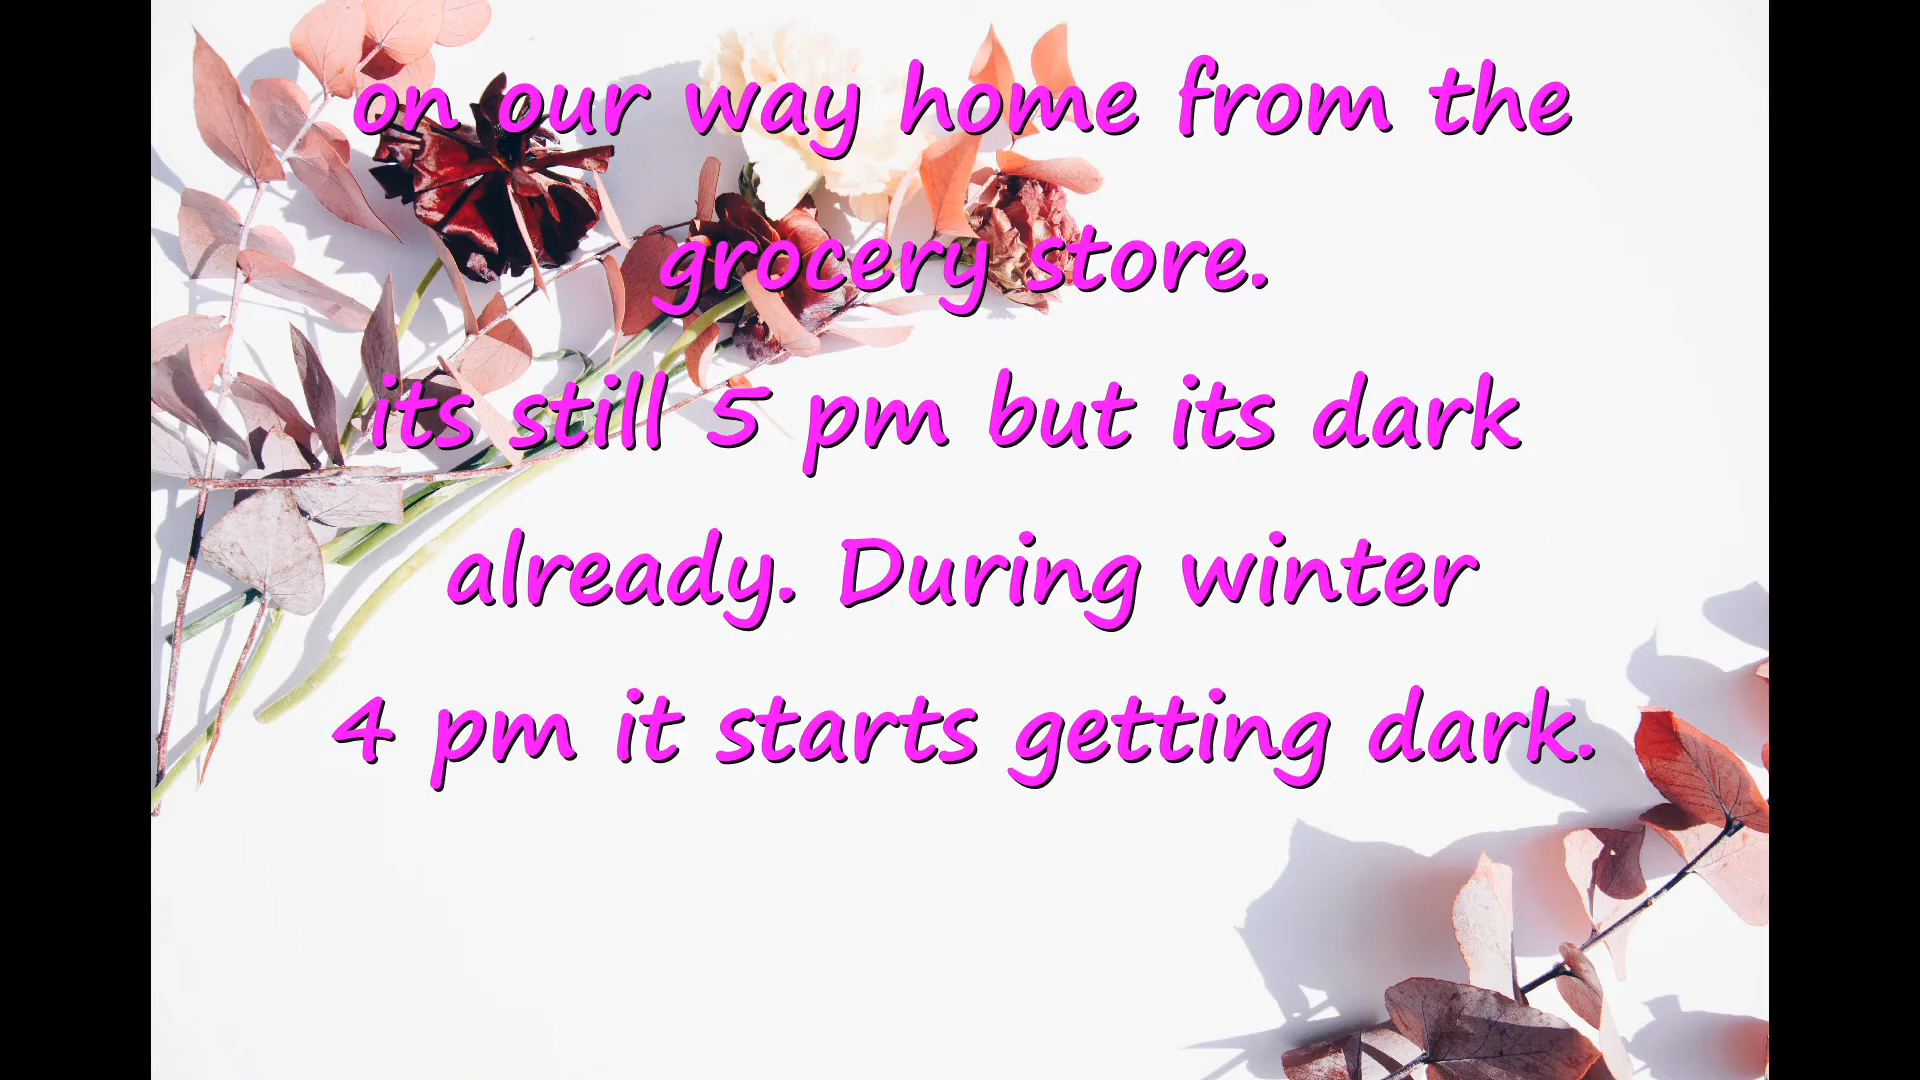 on our way home from the
grocery store.
its still 5 pm but its dark
already. During winter
4 pm it starts getting dark.